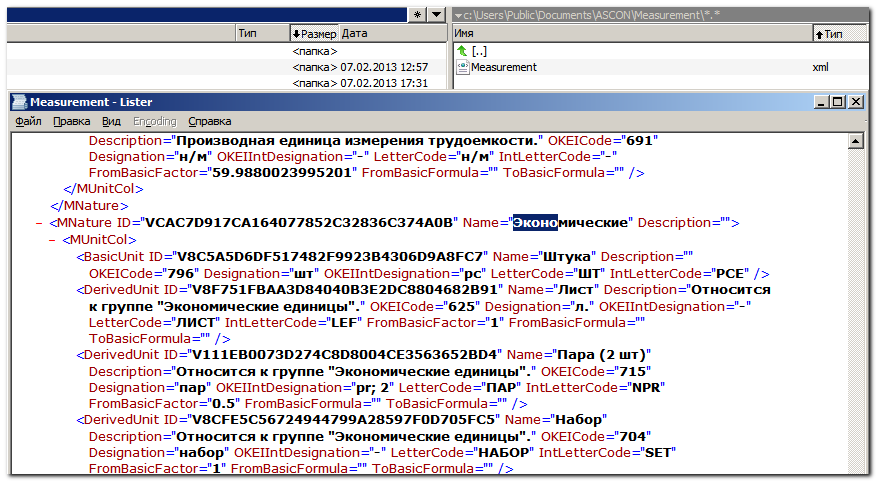 c:\Users\Public\Documents\ASCON\Measurement\*.*
Тип Размер Дата Имя Тип
<папка> [..]
<папка> 07.02.2013 12:57 Measurement xml
<папка> 07.02.2013 17:31
Measurement - Lister
Файл Правка Вид Encoding Справка
Description="Производная единица измерения трудоемкости." OKEICode="691"
Designation="н/м" OKEIIntDesignation="-" LetterCode="н/м" IntLetterCode="-"
FromBasicFactor="59.9880023995201" FromBasicFormula="" ToBasicFormula="" />
</MUnitCol>
</MNature>
- <MNature ID="VCAC7D917CA164077852C32836C374A0B" Name="Экономические" Description="">
- <MUnitCol>
<BasicUnit ID="V8C5A5D6DF517482F9923B4306D9A8FC7" Name="Штука" Description=""
OKEICode="796" Designation="шт" OKEIIntDesignation="pc" LetterCode="ШТ" IntLetterCode="PCE" />
<DerivedUnit ID="V8F751FBAA3D84040B3E2DC8804682B91" Name="Лист" Description="Относится
к группе "Экономические единицы"." OKEICode="625" Designation="л." OKEIIntDesignation="-"
LetterCode="ЛИСТ" IntLetterCode="LEF" FromBasicFactor="1" FromBasicFormula=""
ToBasicFormula="" />
<DerivedUnit ID="V111EB0073D274C8D8004CE3563652BD4" Name="Пара (2 шт)"
Description="Относится к группе "Экономические единицы"." OKEICode="715"
Designation="пар" OKEIIntDesignation="pr; 2" LetterCode="ПАР" IntLetterCode="NPR"
FromBasicFactor="0.5" FromBasicFormula="" ToBasicFormula="" />
<DerivedUnit ID="V8CFE5C56724944799A28597F0D705FC5" Name="Набор"
Description="Относится к группе "Экономические единицы"." OKEICode="704"
Designation="набор" OKEIIntDesignation="-" LetterCode="НАБОР" IntLetterCode="SET"
FromBasicFactor="1" FromBasicFormula="" ToBasicFormula="" />